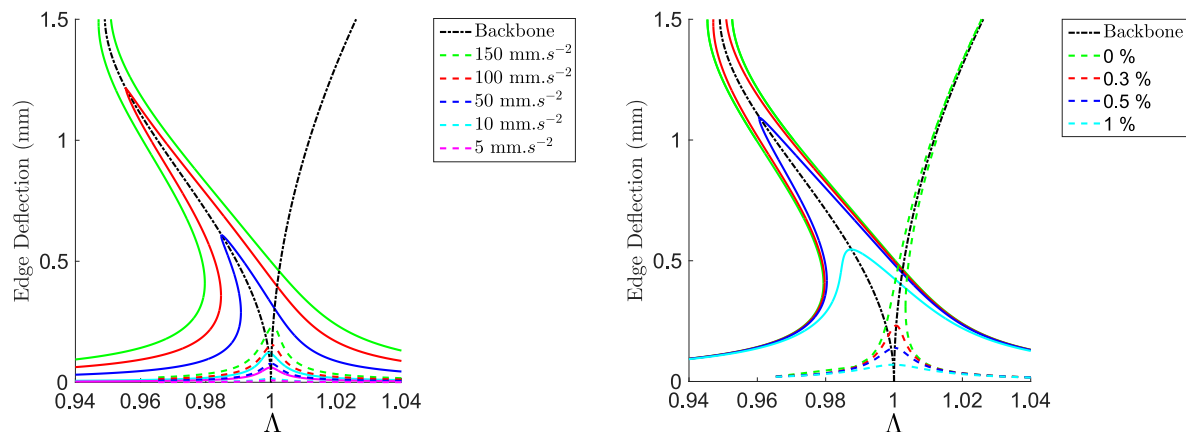 1.5
1
0.5
0
Edge Deflection (mm)
0.94 0.96 0.98 1 1.02 1.04
Λ
Backbone
150 mm.s⁻²
100 mm.s⁻²
50 mm.s⁻²
10 mm.s⁻²
5 mm.s⁻²
1.5
1
0.5
0
Edge Deflection (mm)
0.94 0.96 0.98 1 1.02 1.04
Λ
Backbone
0 %
0.3 %
0.5 %
1 %